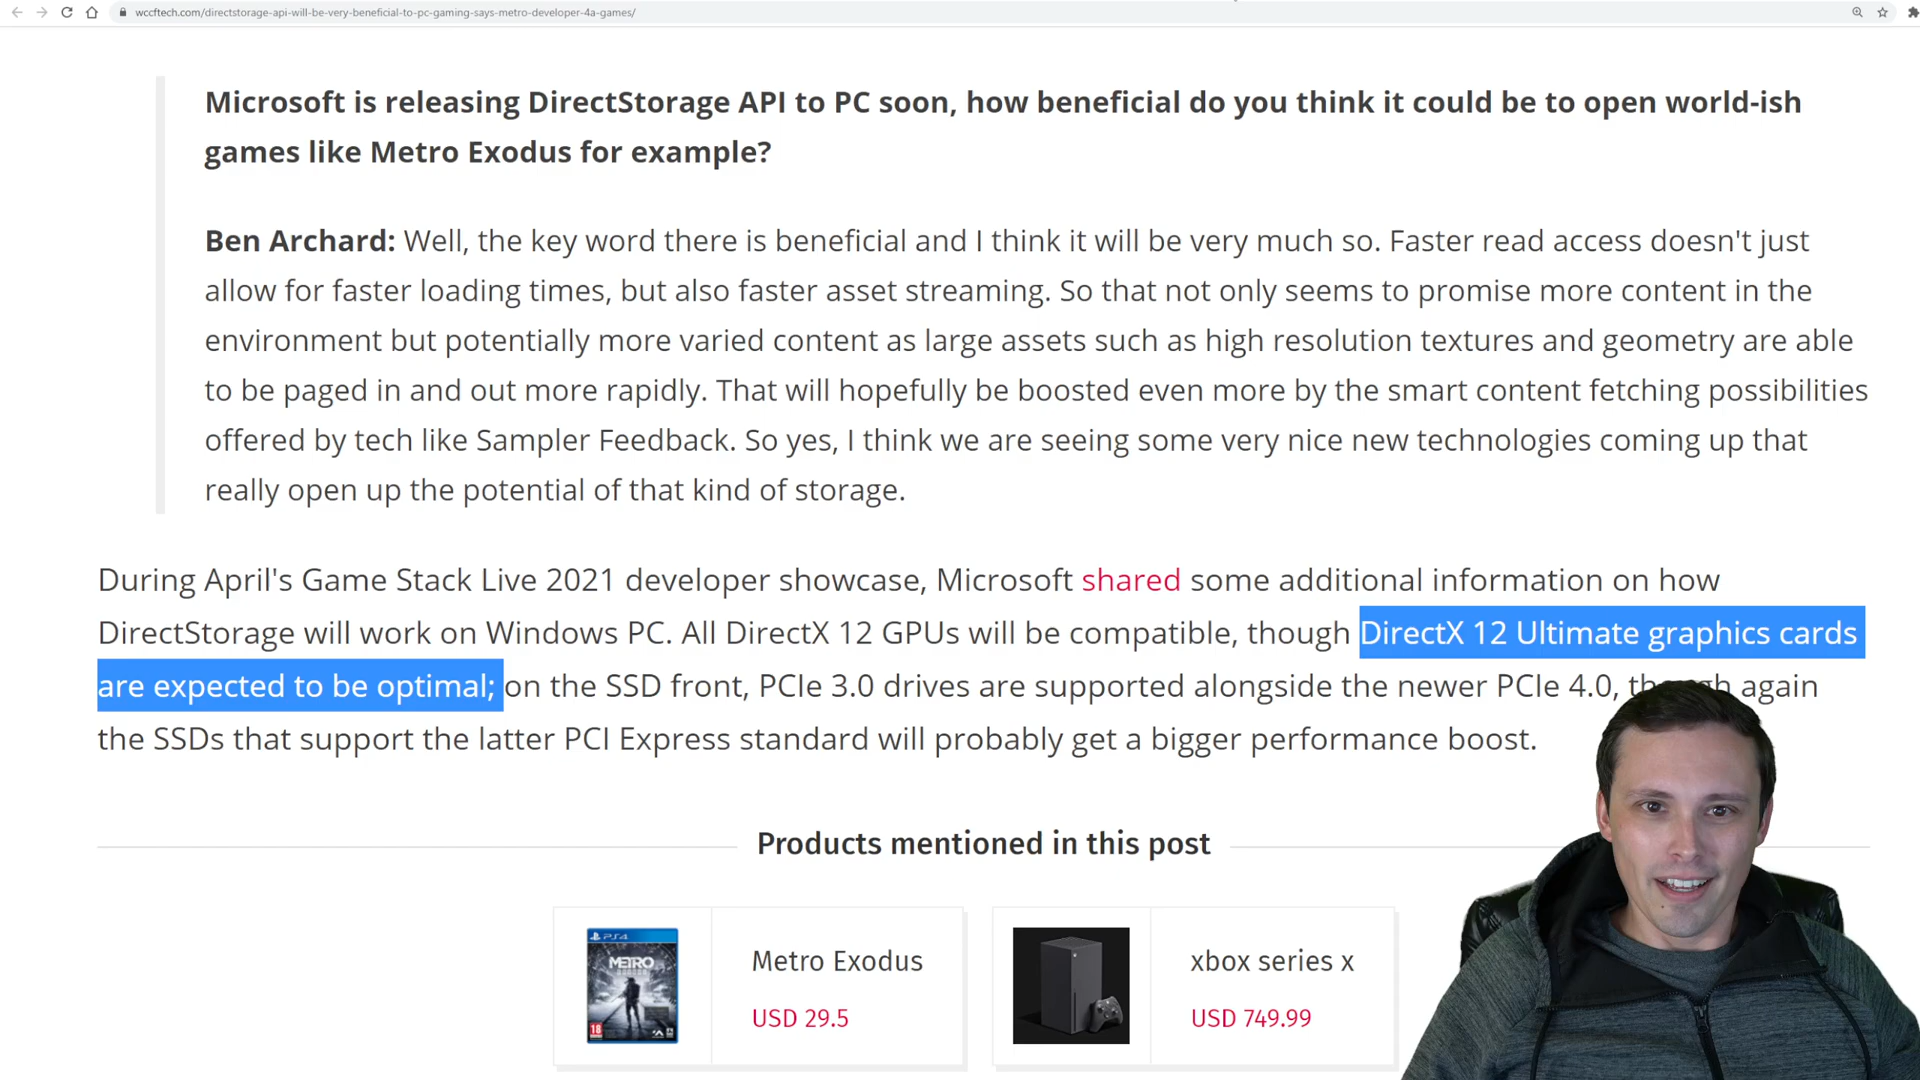 wccftech.com/directstorage-api-will-be-very-beneficial-to-pc-gaming-says-metro-developer-4a-games/
Microsoft is releasing DirectStorage API to PC soon, how beneficial do you think it could be to open world-ish
games like Metro Exodus for example?
Ben Archard: Well, the key word there is beneficial and I think it will be very much so. Faster read access doesn't just
allow for faster loading times, but also faster asset streaming. So that not only seems to promise more content in the
environment but potentially more varied content as large assets such as high resolution textures and geometry are able
to be paged in and out more rapidly. That will hopefully be boosted even more by the smart content fetching possibilities
offered by tech like Sampler Feedback. So yes, I think we are seeing some very nice new technologies coming up that
really open up the potential of that kind of storage.
During April's Game Stack Live 2021 developer showcase, Microsoft shared some additional information on how
DirectStorage will work on Windows PC. All DirectX 12 GPUs will be compatible, though DirectX 12 Ultimate graphics cards
are expected to be optimal; on the SSD front, PCIe 3.0 drives are supported alongside the newer PCIe 4.0, though again
the SSDs that support the latter PCI Express standard will probably get a bigger performance boost.
Products mentioned in this post
PS4
METRO
18
Metro Exodus
USD 29.5
xbox series x
USD 749.99